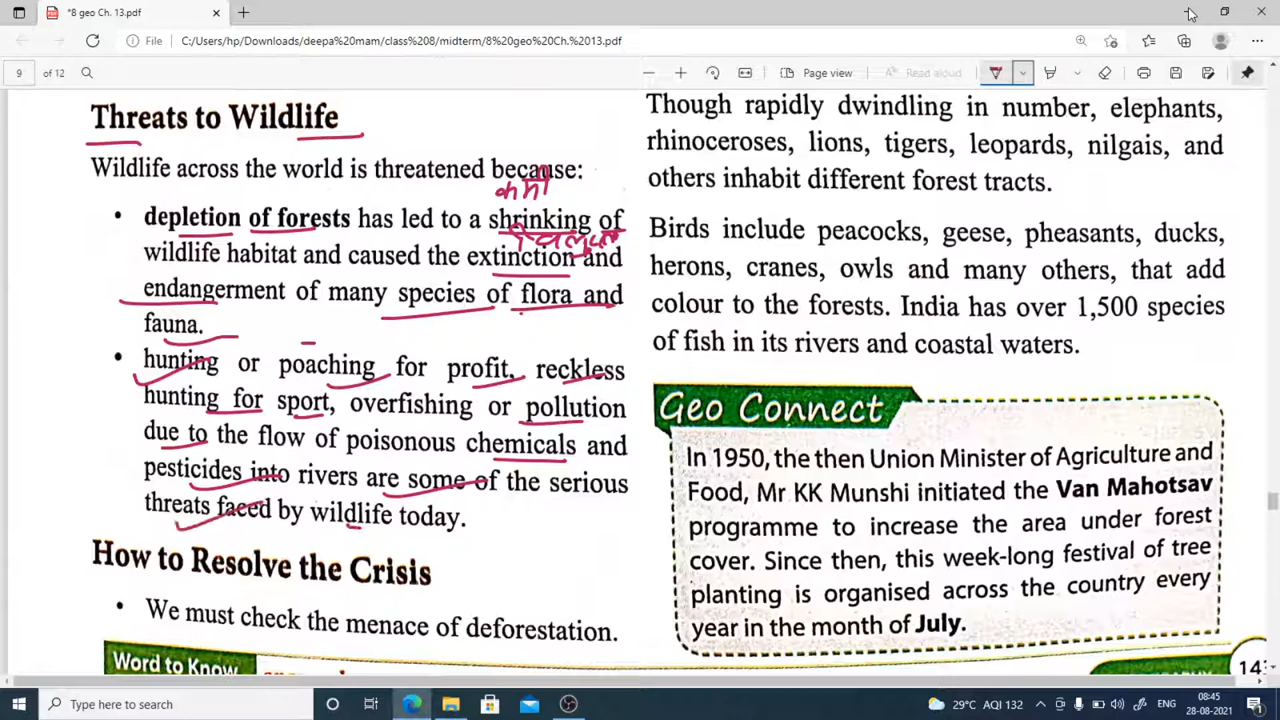 *8 geo Ch. 13.pdf
File
C:/Users/hp/Downloads/deepa%20mam/class%208/midterm/8%20geo%20Ch.%2013.pdf
9 of 12
Page view
Read aloud
Threats to Wildlife
Wildlife across the world is threatened because:
कमी
• depletion of forests has led to a shrinking of
wildlife habitat and caused the extinction and
endangerment of many species of flora and
fauna.
• hunting or poaching for profit, reckless
hunting for sport, overfishing or pollution
due to the flow of poisonous chemicals and
pesticides into rivers are some of the serious
threats faced by wildlife today.
How to Resolve the Crisis
• We must check the menace of deforestation.
Word to Know
Though rapidly dwindling in number, elephants,
rhinoceroses, lions, tigers, leopards, nilgais, and
others inhabit different forest tracts.
Birds include peacocks, geese, pheasants, ducks,
herons, cranes, owls and many others, that add
colour to the forests. India has over 1,500 species
of fish in its rivers and coastal waters.
Geo Connect
In 1950, the then Union Minister of Agriculture and
Food, Mr KK Munshi initiated the Van Mahotsav
programme to increase the area under forest
cover. Since then, this week-long festival of tree
planting is organised across the country every
year in the month of July.
Type here to search
29°C AQI 132
ENG
08:45
28-08-2021